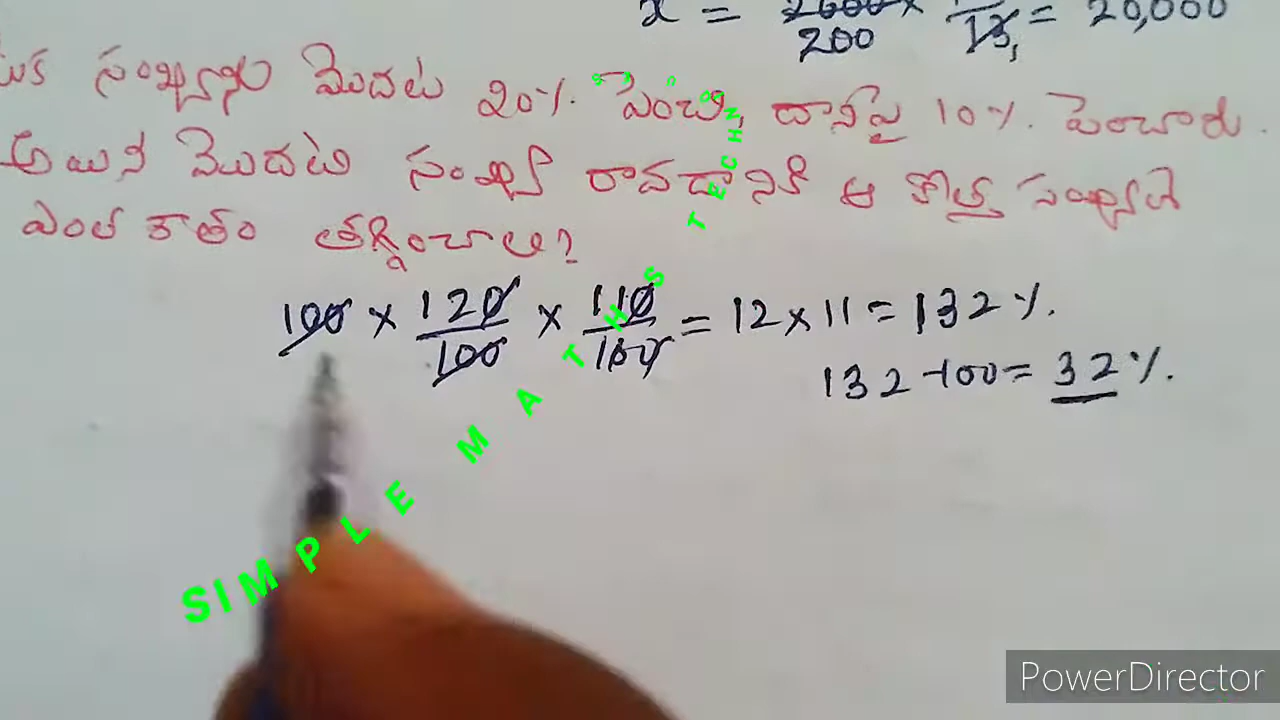 x = 2600/200 × 1/13 = 20,000
ఒక సంఖ్యను మొదట 20%. పెంచి, దానిపై 10%. పెంచారు.
అయిన మొదటి సంఖ్య రావడానికి ఆ కొత్త సంఖ్యను
ఎంత శాతం తగ్గించాలి?
100 × 120/100 × 110/100 = 12 × 11 = 132%.
132 - 100 = 32%.
SIMPLE MATHS TECH
PowerDirector